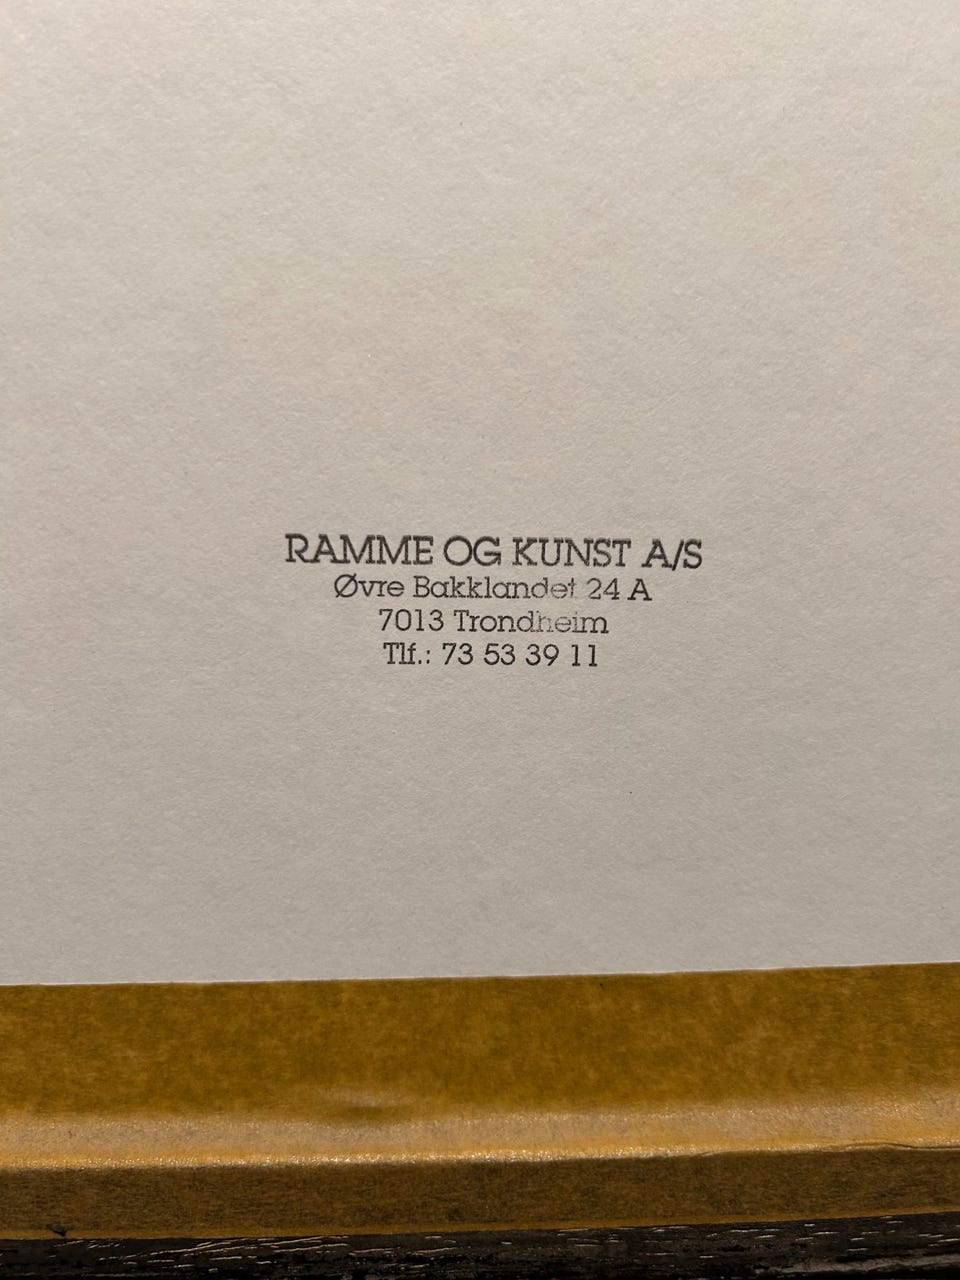 RAMME OG KUNST A/S
Øvre Bakklandet 24 A
7013 Trondheim
Tlf.: 73 53 39 11